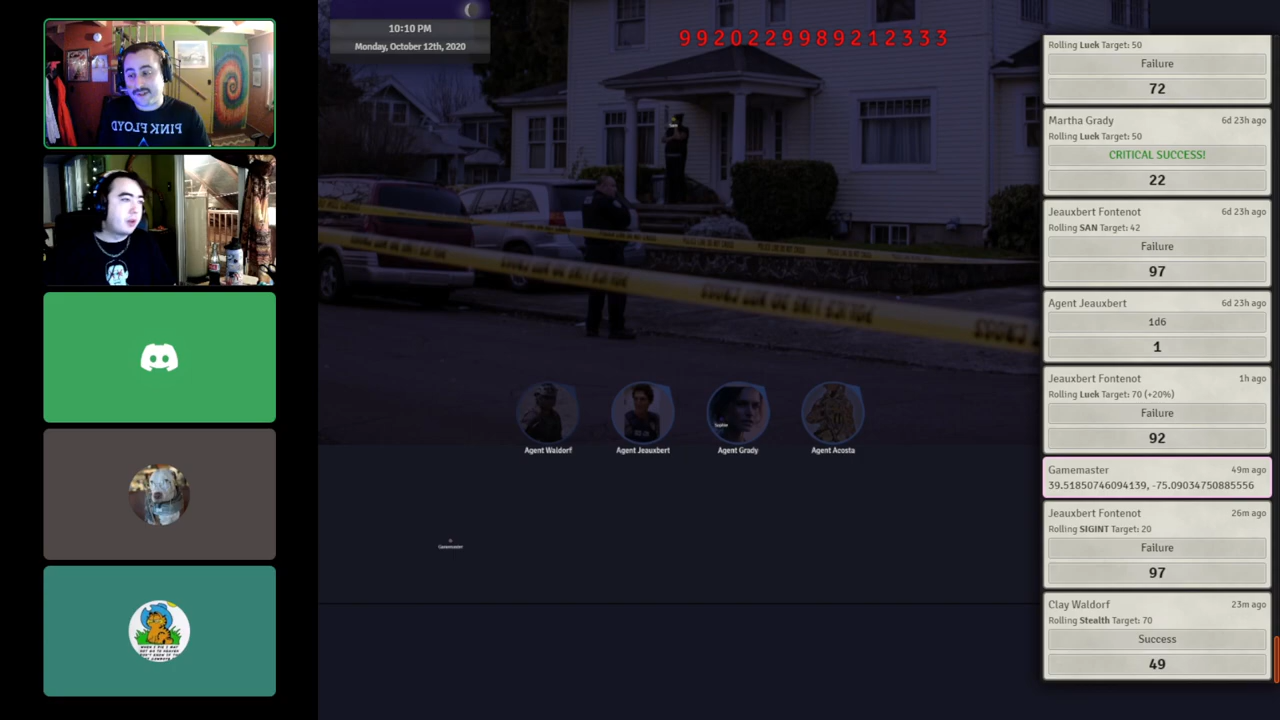 PINK FLOYD
10:10 PM
Monday, October 12th, 2020
9920229989212333
Agent Waldorf
Agent Jeauxbert
Agent Grady
Agent Acosta
Gamemaster
Rolling Luck Target: 50
Failure
72
Martha Grady 6d 23h ago
Rolling Luck Target: 50
CRITICAL SUCCESS!
22
Jeauxbert Fontenot 6d 23h ago
Rolling SAN Target: 42
Failure
97
Agent Jeauxbert 6d 23h ago
1d6
1
Jeauxbert Fontenot 1h ago
Rolling Luck Target: 70 (+20%)
Failure
92
Gamemaster 49m ago
39.51850746094139, -75.09034750885556
Jeauxbert Fontenot 26m ago
Rolling SIGINT Target: 20
Failure
97
Clay Waldorf 23m ago
Rolling Stealth Target: 70
Success
49